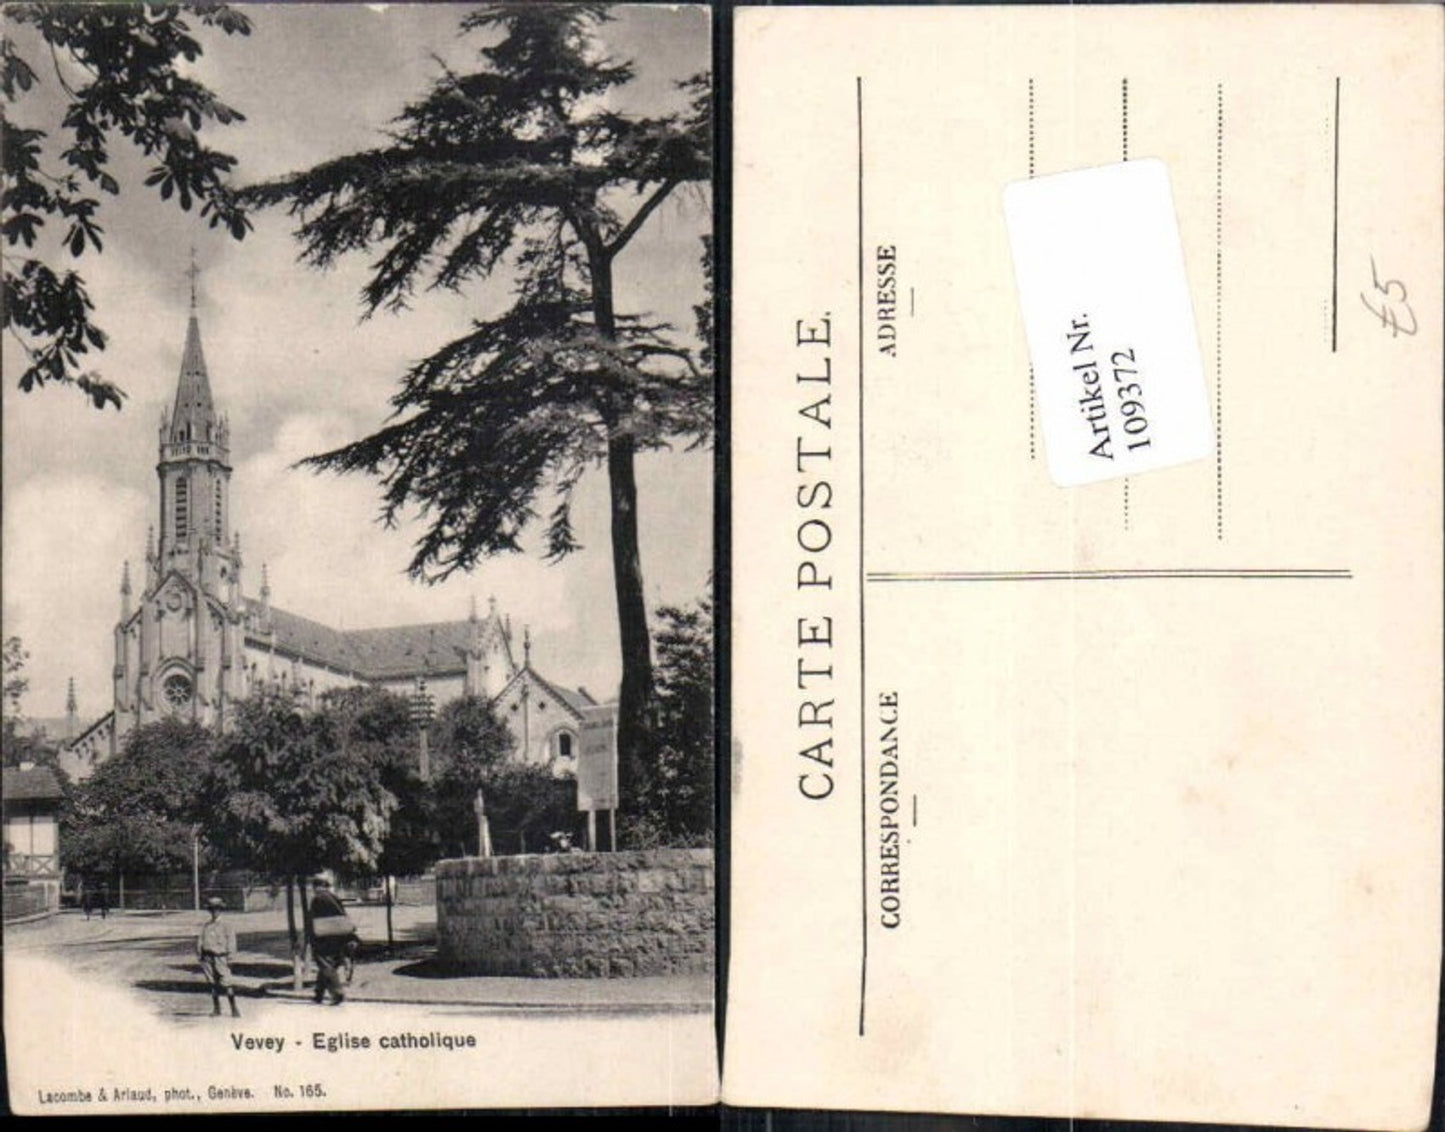 Vevey - Eglise catholique
Lacombe & Arlaud, phot., Genève. No. 165.
CARTE POSTALE.
ADRESSE
CORRESPONDANCE
Artikel Nr.
109372
£5